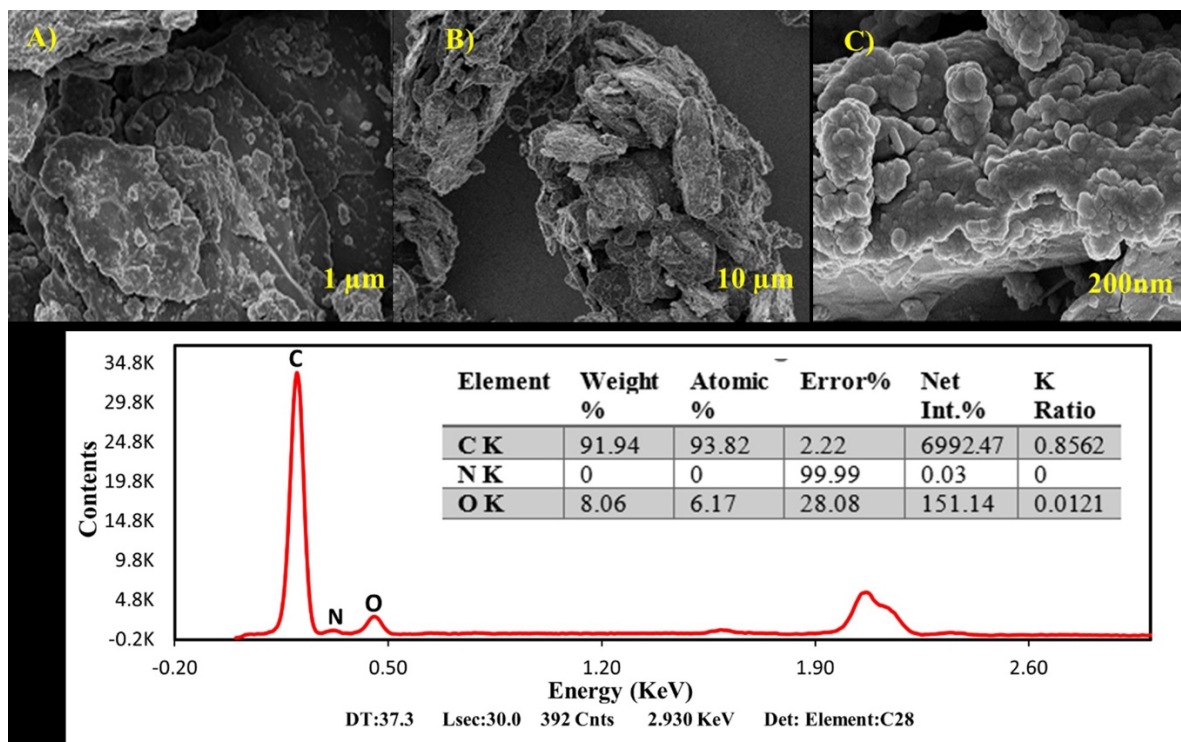 A)
B)
C)
1 µm
10 µm
200nm
Element Weight % Atomic % Error% Net Int.% K Ratio
C K 91.94 93.82 2.22 6992.47 0.8562
N K 0 0 99.99 0.03 0
O K 8.06 6.17 28.08 151.14 0.0121
Contents
34.8K
29.8K
24.8K
19.8K
14.8K
9.8K
4.8K
-0.2K
C
N
O
-0.20 0.50 1.20 1.90 2.60
Energy (KeV)
DT:37.3 Lsec:30.0 392 Cnts 2.930 KeV Det: Element:C28